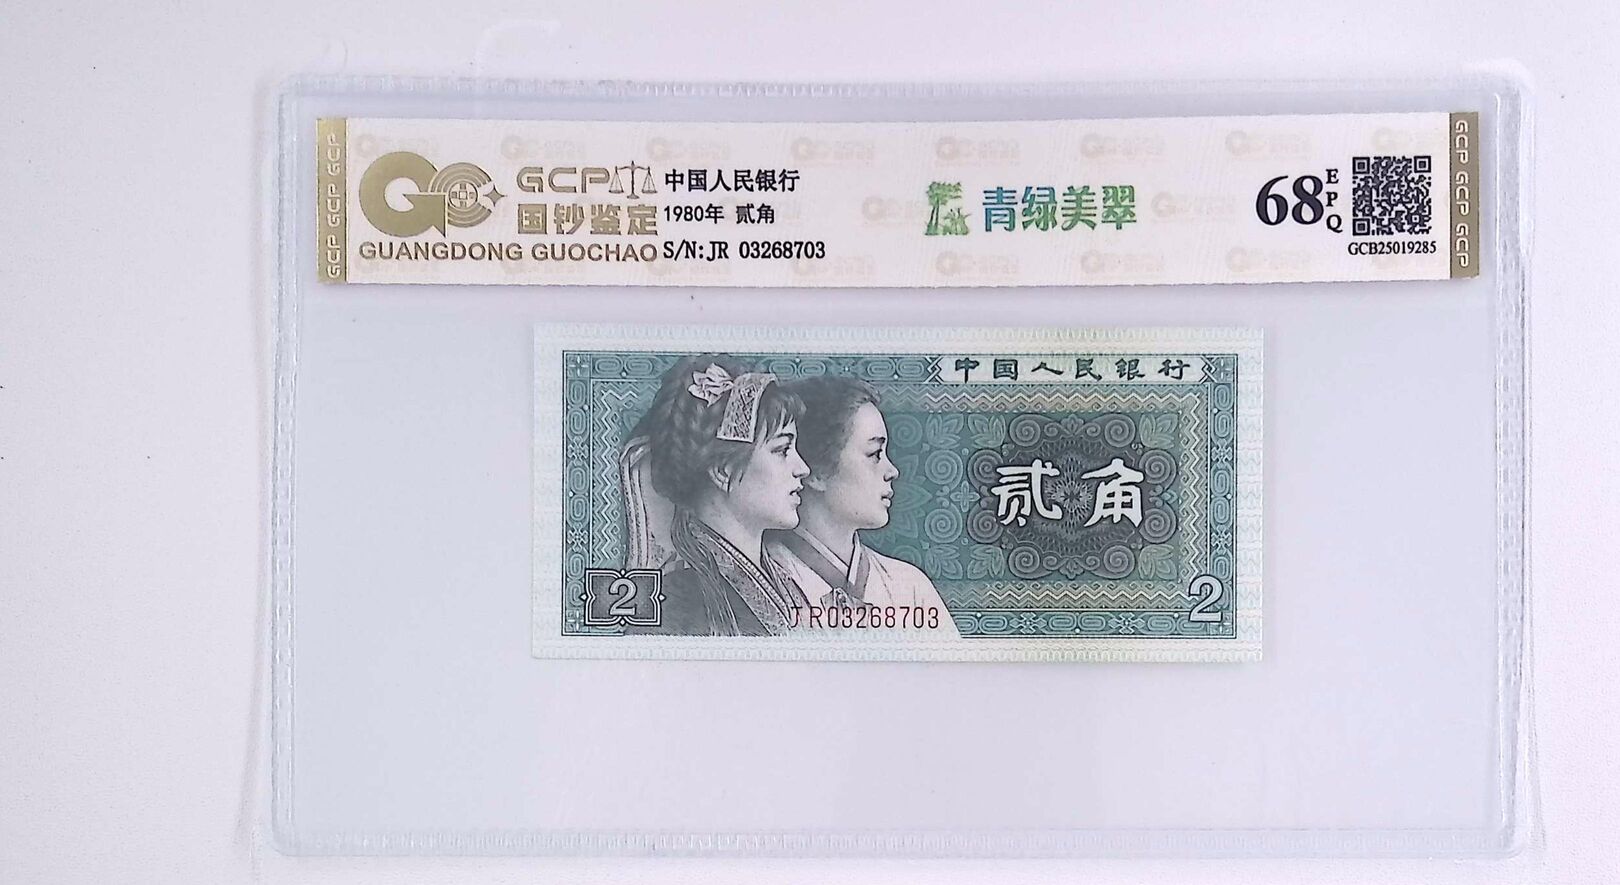 GCP
国钞鉴定
GUANGDONG GUOCHAO
中国人民银行
1980年 贰角
S/N:JR 03268703
青绿美翠
68
EPQ
GCB25019285
GCP GCP GCP
GCP GCP GCP
中国人民银行
贰角
2
JR03268703
2